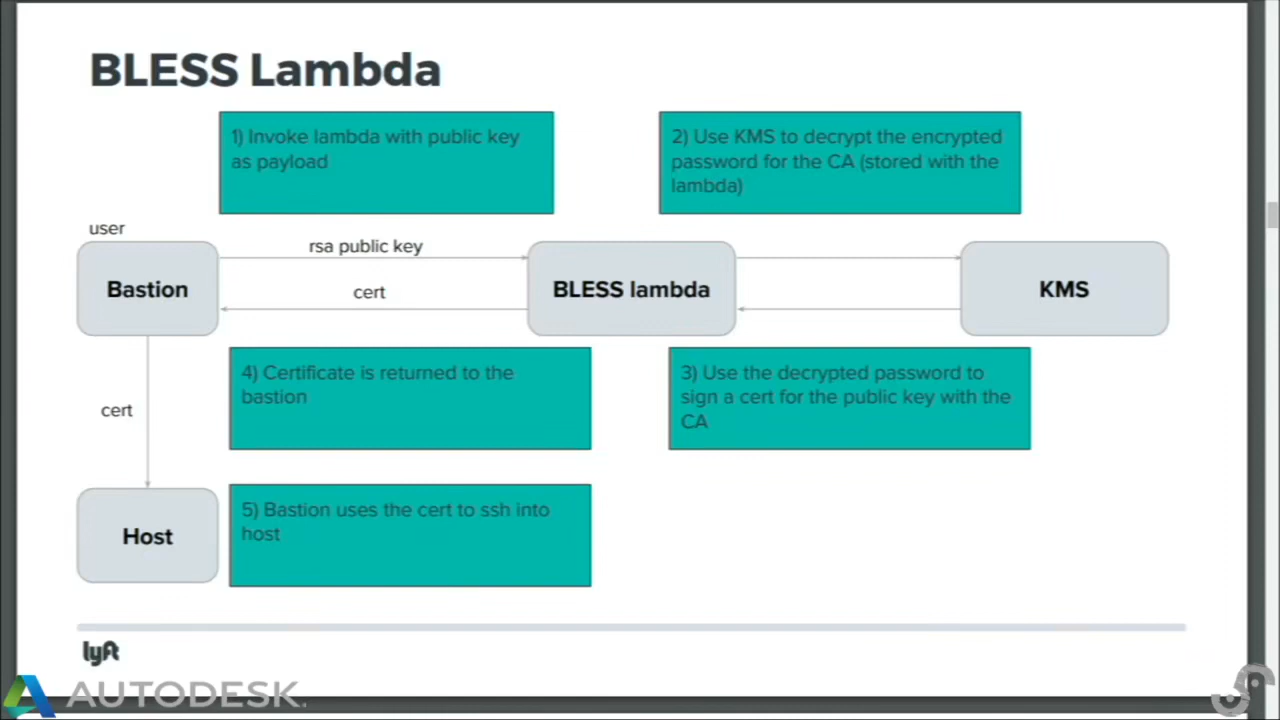 BLESS Lambda
1) Invoke lambda with public key
as payload
2) Use KMS to decrypt the encrypted
password for the CA (stored with the
lambda)
user
Bastion
rsa public key
cert
BLESS lambda
KMS
4) Certificate is returned to the
bastion
3) Use the decrypted password to
sign a cert for the public key with the
CA
cert
Host
5) Bastion uses the cert to ssh into
host
lyft
AUTODESK.